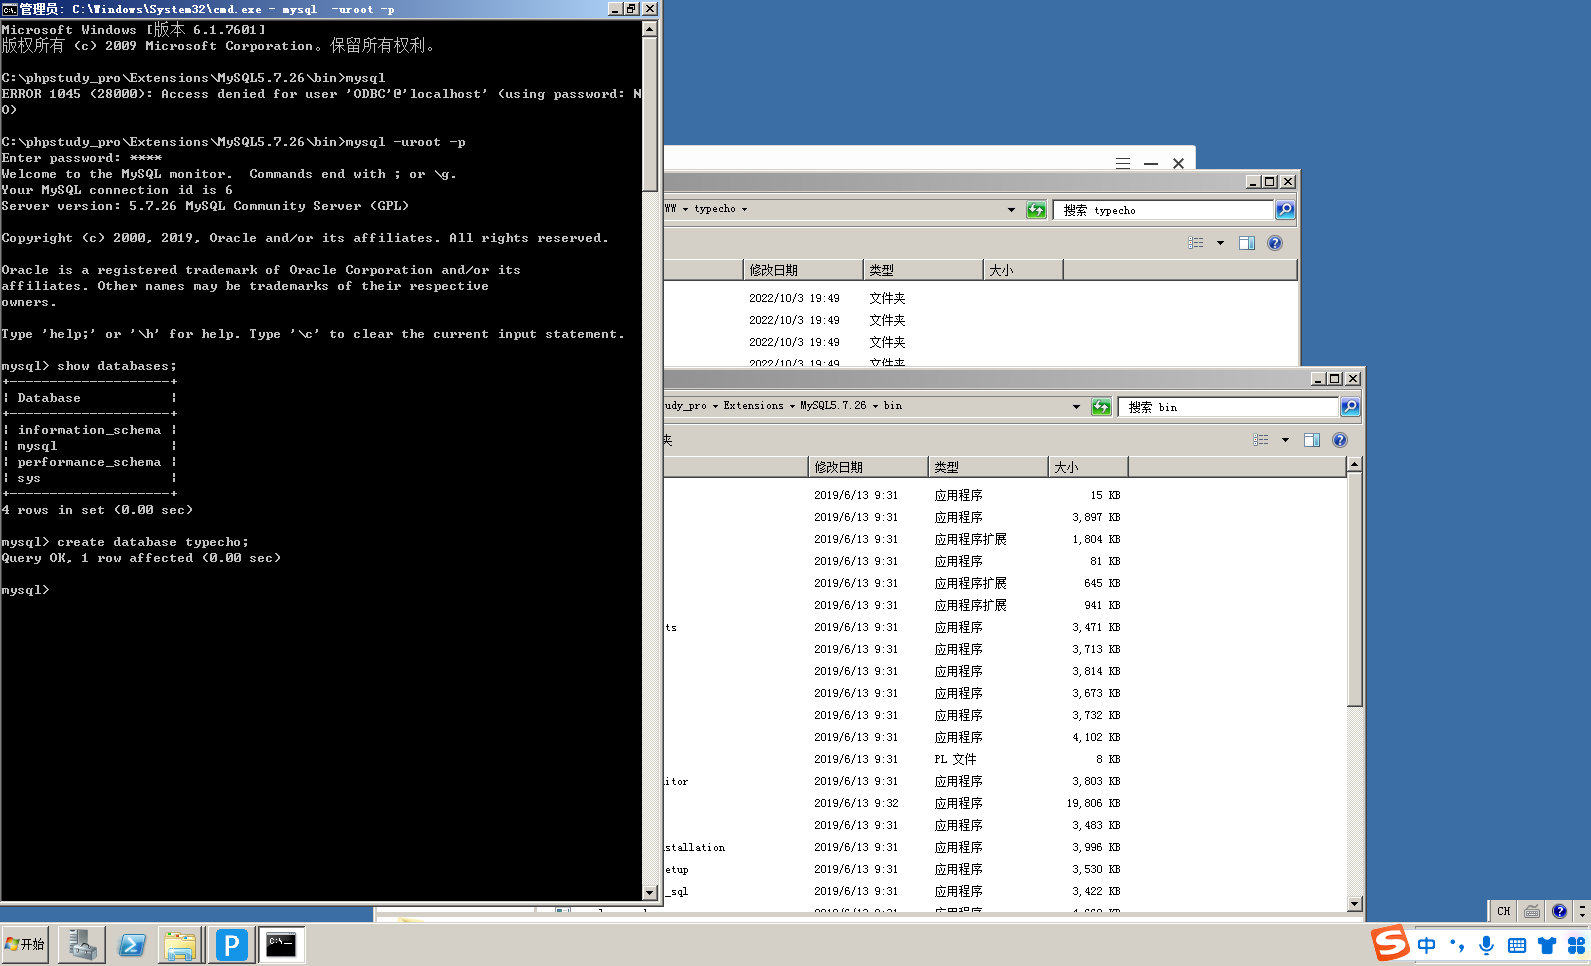 管理员: C:\Windows\System32\cmd.exe - mysql  -uroot -p
Microsoft Windows [版本 6.1.7601]
版权所有 (c) 2009 Microsoft Corporation。保留所有权利。
C:\phpstudy_pro\Extensions\MySQL5.7.26\bin>mysql
ERROR 1045 (28000): Access denied for user 'ODBC'@'localhost' (using password: N
O)
C:\phpstudy_pro\Extensions\MySQL5.7.26\bin>mysql -uroot -p
Enter password: ****
Welcome to the MySQL monitor.  Commands end with ; or \g.
Your MySQL connection id is 6
Server version: 5.7.26 MySQL Community Server (GPL)
Copyright (c) 2000, 2019, Oracle and/or its affiliates. All rights reserved.
Oracle is a registered trademark of Oracle Corporation and/or its
affiliates. Other names may be trademarks of their respective
owners.
Type 'help;' or '\h' for help. Type '\c' to clear the current input statement.
mysql> show databases;
+--------------------+
| Database           |
+--------------------+
| information_schema |
| mysql              |
| performance_schema |
| sys                |
+--------------------+
4 rows in set (0.00 sec)
mysql> create database typecho;
Query OK, 1 row affected (0.00 sec)
mysql>
WW ▾ typecho ▾
搜索 typecho
修改日期 类型 大小
2022/10/3 19:49 文件夹
2022/10/3 19:49 文件夹
2022/10/3 19:49 文件夹
2022/10/3 19:49 文件夹
udy_pro ▾ Extensions ▾ MySQL5.7.26 ▾ bin
搜索 bin
夹
修改日期 类型 大小
2019/6/13 9:31 应用程序 15 KB
2019/6/13 9:31 应用程序 3,897 KB
2019/6/13 9:31 应用程序扩展 1,804 KB
2019/6/13 9:31 应用程序 81 KB
2019/6/13 9:31 应用程序扩展 645 KB
2019/6/13 9:31 应用程序扩展 941 KB
ts 2019/6/13 9:31 应用程序 3,471 KB
2019/6/13 9:31 应用程序 3,713 KB
2019/6/13 9:31 应用程序 3,814 KB
2019/6/13 9:31 应用程序 3,673 KB
2019/6/13 9:31 应用程序 3,732 KB
2019/6/13 9:31 应用程序 4,102 KB
2019/6/13 9:31 PL 文件 8 KB
itor 2019/6/13 9:31 应用程序 3,803 KB
2019/6/13 9:32 应用程序 19,806 KB
2019/6/13 9:31 应用程序 3,483 KB
stallation 2019/6/13 9:31 应用程序 3,996 KB
etup 2019/6/13 9:31 应用程序 3,530 KB
_sql 2019/6/13 9:31 应用程序 3,422 KB
CH
开始
P
C:\
S 中